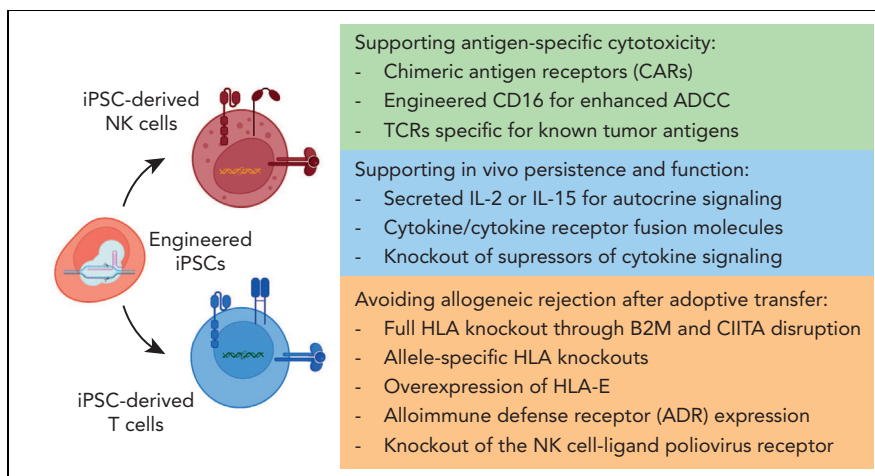 iPSC-derived
NK cells
Engineered
iPSCs
iPSC-derived
T cells
Supporting antigen-specific cytotoxicity:
- Chimeric antigen receptors (CARs)
- Engineered CD16 for enhanced ADCC
- TCRs specific for known tumor antigens
Supporting in vivo persistence and function:
- Secreted IL-2 or IL-15 for autocrine signaling
- Cytokine/cytokine receptor fusion molecules
- Knockout of supressors of cytokine signaling
Avoiding allogeneic rejection after adoptive transfer:
- Full HLA knockout through B2M and CIITA disruption
- Allele-specific HLA knockouts
- Overexpression of HLA-E
- Alloimmune defense receptor (ADR) expression
- Knockout of the NK cell-ligand poliovirus receptor